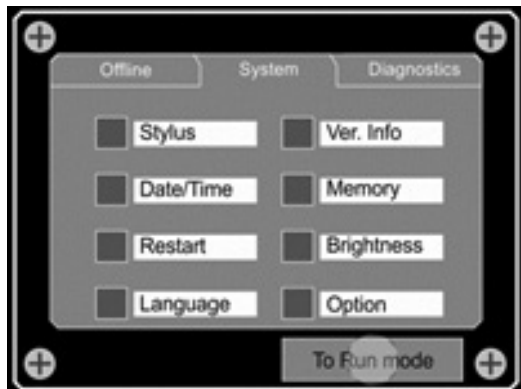 Offline System Diagnostics
Stylus Ver. Info
Date/Time Memory
Restart Brightness
Language Option
To Run mode